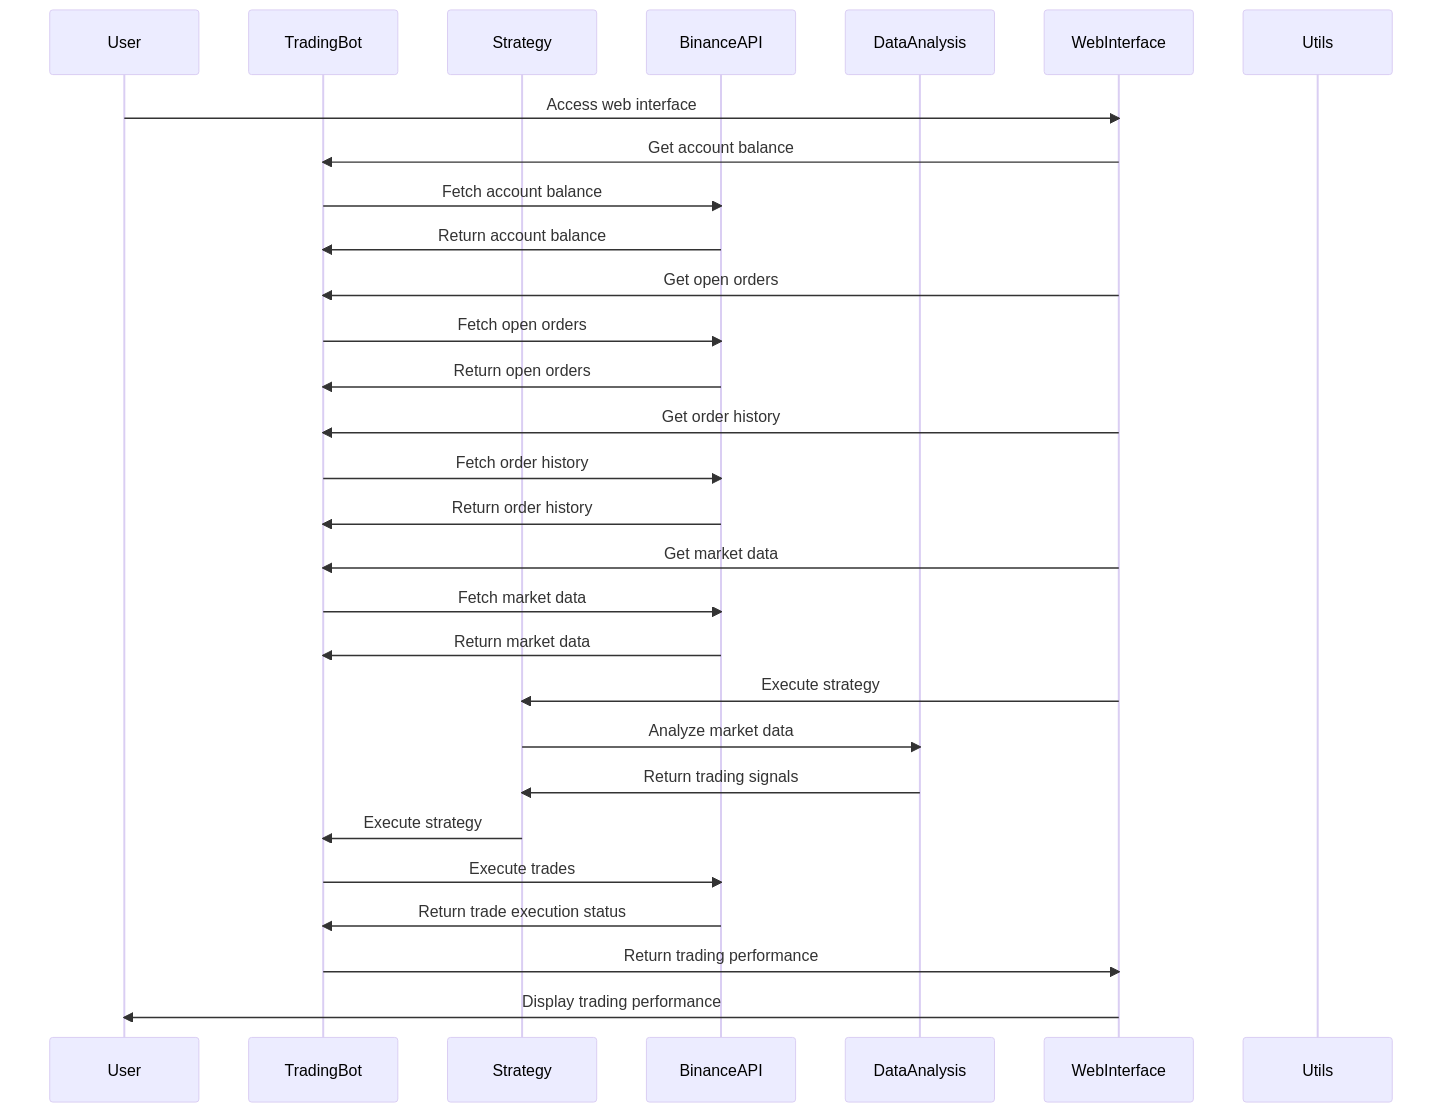 User
TradingBot
Strategy
BinanceAPI
DataAnalysis
WebInterface
Utils
Access web interface
Get account balance
Fetch account balance
Return account balance
Get open orders
Fetch open orders
Return open orders
Get order history
Fetch order history
Return order history
Get market data
Fetch market data
Return market data
Execute strategy
Analyze market data
Return trading signals
Execute strategy
Execute trades
Return trade execution status
Return trading performance
Display trading performance
User
TradingBot
Strategy
BinanceAPI
DataAnalysis
WebInterface
Utils